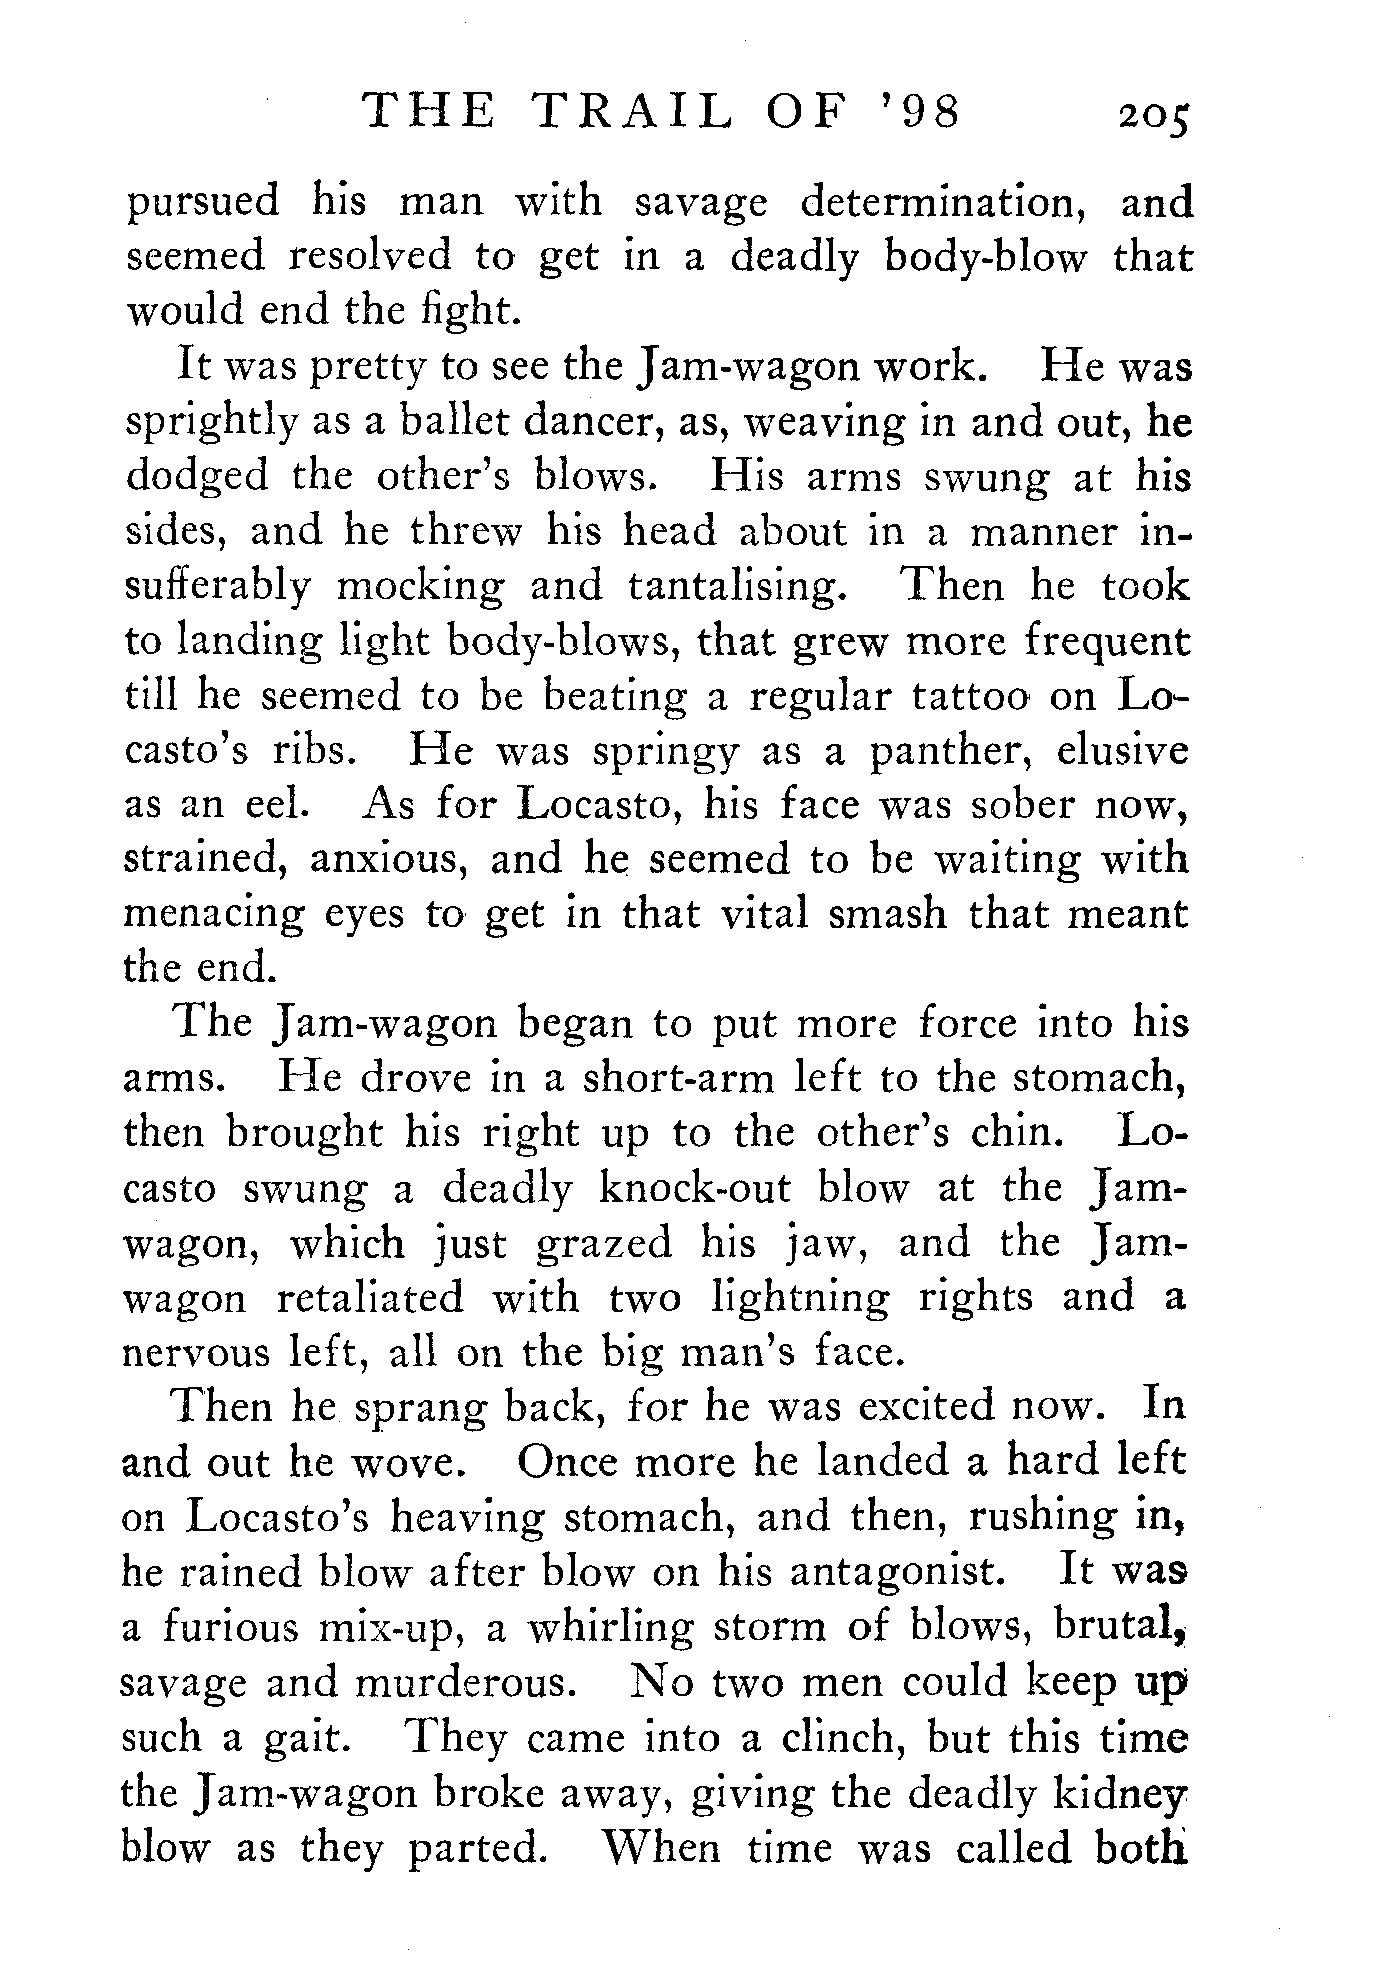 THE TRAIL OF '98 205
pursued his man with savage determination, and
seemed resolved to get in a deadly body-blow that
would end the fight.
It was pretty to see the Jam-wagon work. He was
sprightly as a ballet dancer, as, weaving in and out, he
dodged the other's blows. His arms swung at his
sides, and he threw his head about in a manner in-
sufferably mocking and tantalising. Then he took
to landing light body-blows, that grew more frequent
till he seemed to be beating a regular tattoo on Lo-
casto's ribs. He was springy as a panther, elusive
as an eel. As for Locasto, his face was sober now,
strained, anxious, and he seemed to be waiting with
menacing eyes to get in that vital smash that meant
the end.
The Jam-wagon began to put more force into his
arms. He drove in a short-arm left to the stomach,
then brought his right up to the other's chin. Lo-
casto swung a deadly knock-out blow at the Jam-
wagon, which just grazed his jaw, and the Jam-
wagon retaliated with two lightning rights and a
nervous left, all on the big man's face.
Then he sprang back, for he was excited now. In
and out he wove. Once more he landed a hard left
on Locasto's heaving stomach, and then, rushing in,
he rained blow after blow on his antagonist. It was
a furious mix-up, a whirling storm of blows, brutal,
savage and murderous. No two men could keep up
such a gait. They came into a clinch, but this time
the Jam-wagon broke away, giving the deadly kidney
blow as they parted. When time was called both